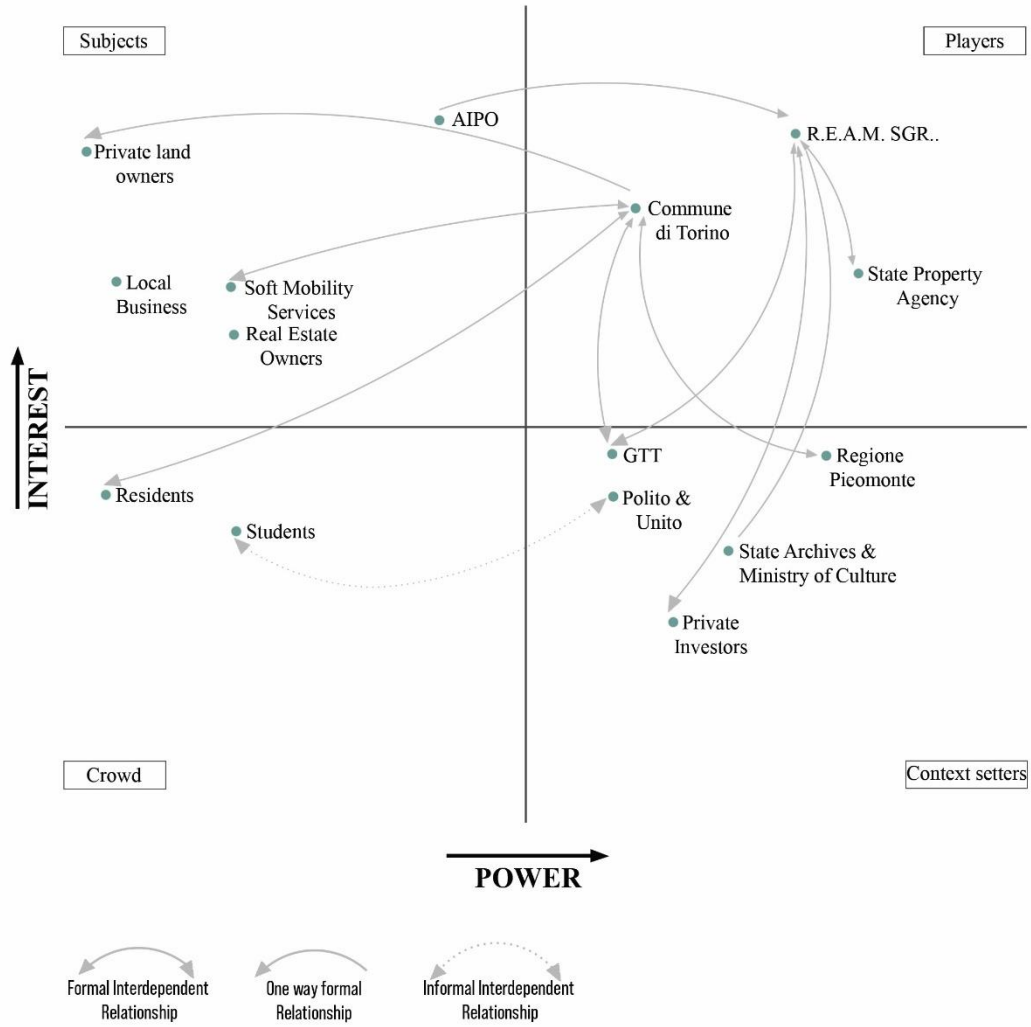 Subjects
Players
AIPO
R.E.A.M. SGR..
Private land
owners
Commune
di Torino
Local
Business
Soft Mobility
Services
Real Estate
Owners
State Property
Agency
INTEREST
GTT
Regione
Picomonte
Residents
Polito &
Unito
Students
State Archives &
Ministry of Culture
Private
Investors
Crowd
Context setters
POWER
Formal Interdependent
Relationship
One way formal
Relationship
Informal Interdependent
Relationship